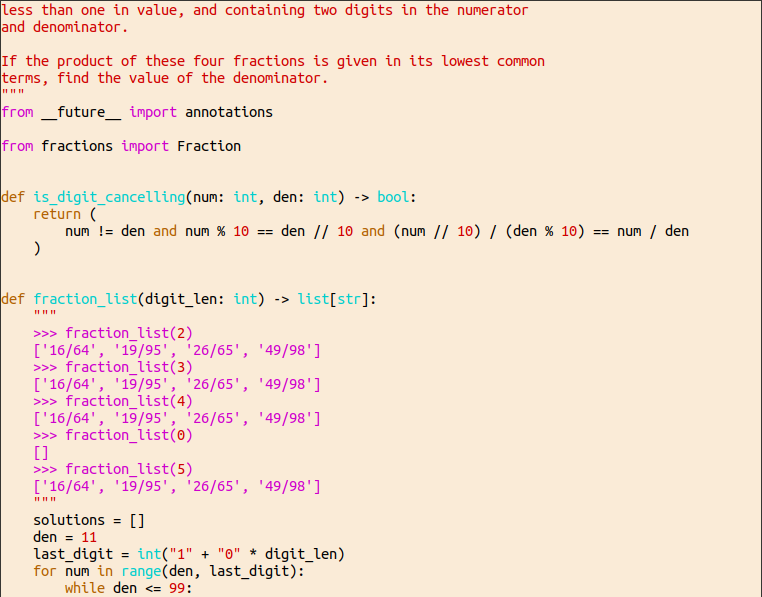 less than one in value, and containing two digits in the numerator
and denominator.

If the product of these four fractions is given in its lowest common
terms, find the value of the denominator.
"""
from __future__ import annotations

from fractions import Fraction


def is_digit_cancelling(num: int, den: int) -> bool:
    return (
        num != den and num % 10 == den // 10 and (num // 10) / (den % 10) == num / den
    )


def fraction_list(digit_len: int) -> list[str]:
    """
    >>> fraction_list(2)
    ['16/64', '19/95', '26/65', '49/98']
    >>> fraction_list(3)
    ['16/64', '19/95', '26/65', '49/98']
    >>> fraction_list(4)
    ['16/64', '19/95', '26/65', '49/98']
    >>> fraction_list(0)
    []
    >>> fraction_list(5)
    ['16/64', '19/95', '26/65', '49/98']
    """
    solutions = []
    den = 11
    last_digit = int("1" + "0" * digit_len)
    for num in range(den, last_digit):
        while den <= 99: